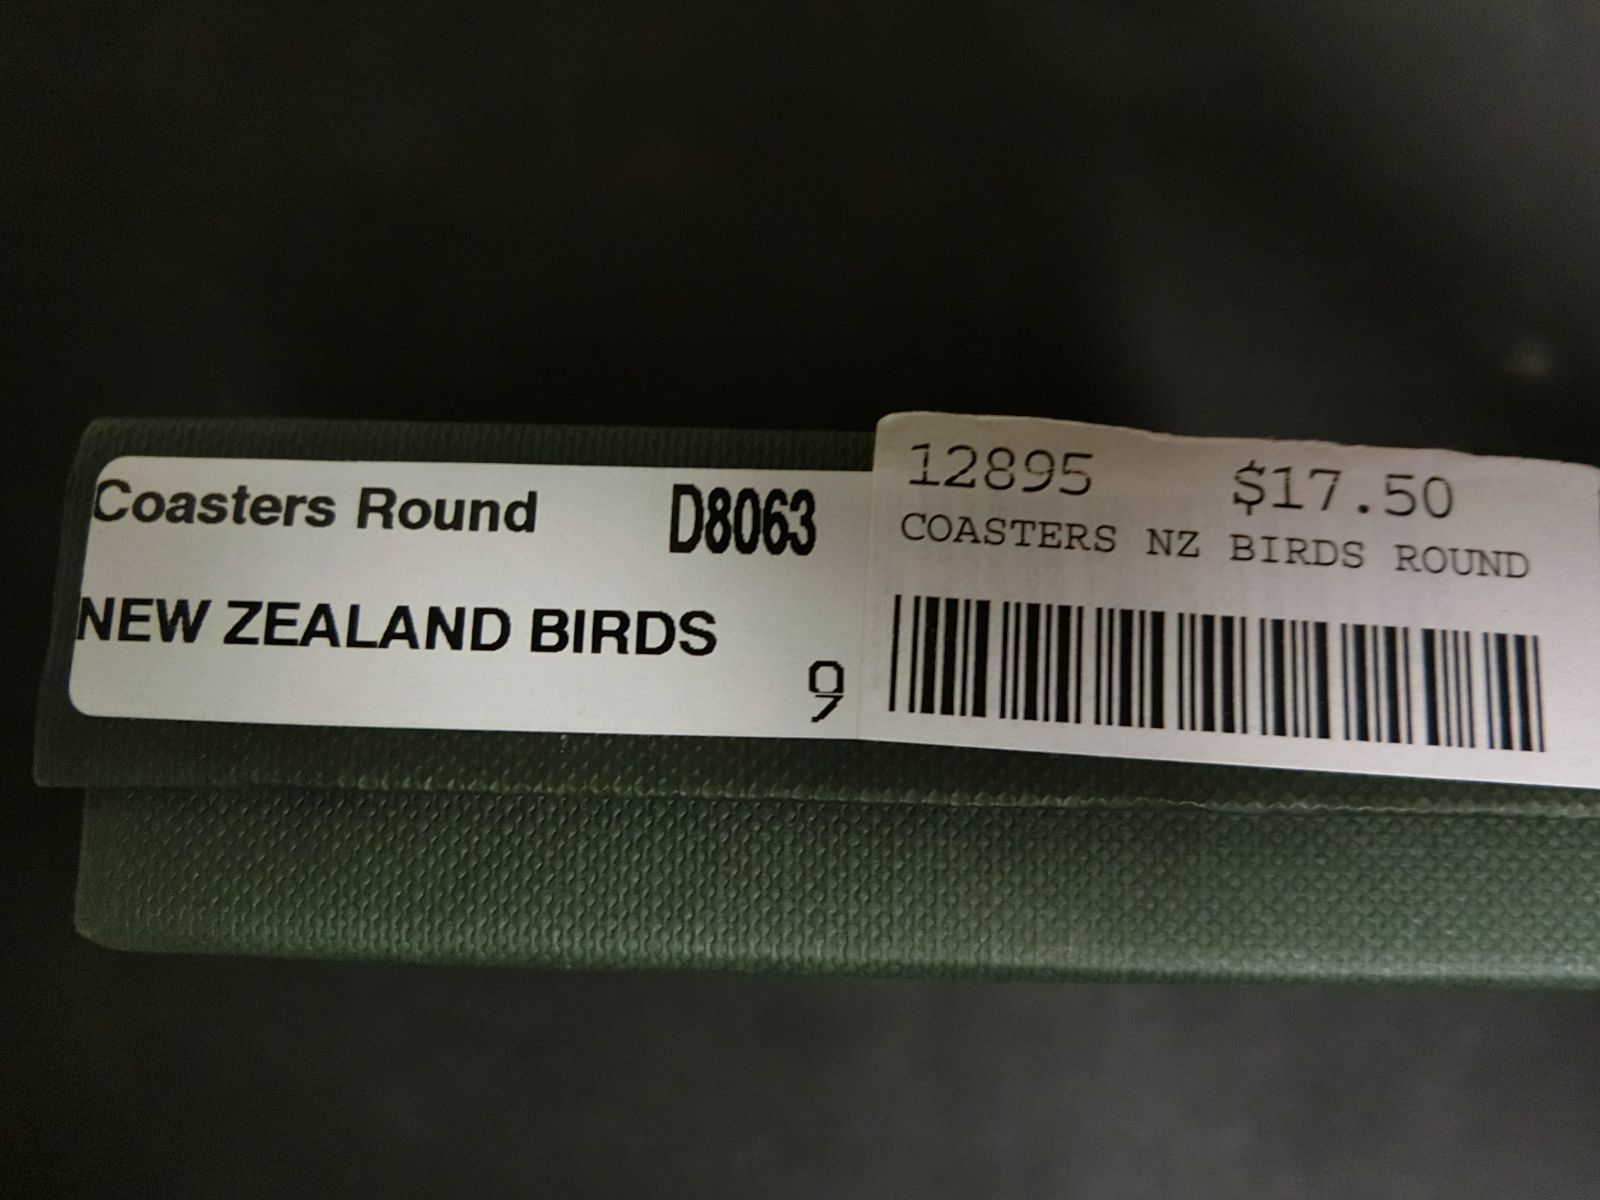 Coasters Round D8063
NEW ZEALAND BIRDS
9
12895 $17.50
COASTERS NZ BIRDS ROUND